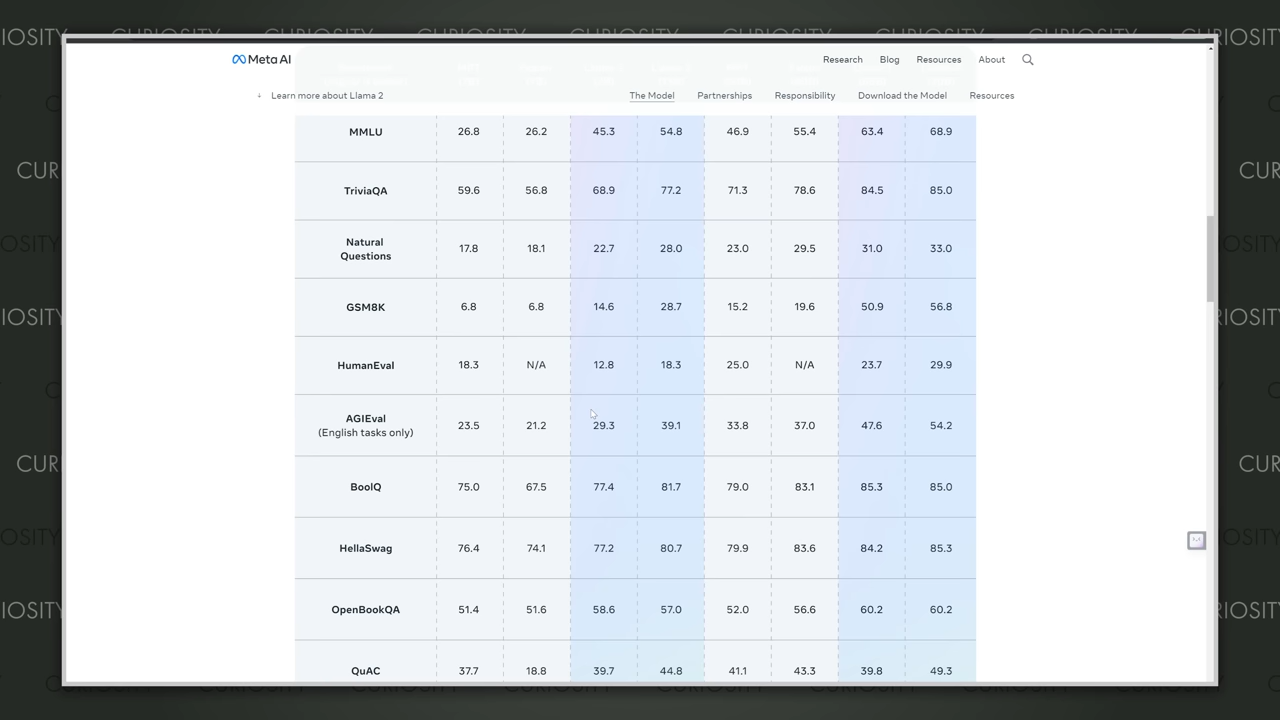 CURIOSITY CURIOSITY CURIOSITY CURIOSITY CURIOSITY CURIOSITY
Meta AI
Research Blog Resources About
Learn more about Llama 2
The Model Partnerships Responsibility Download the Model Resources
MMLU 26.8 26.2 45.3 54.8 46.9 55.4 63.4 68.9
TriviaQA 59.6 56.8 68.9 77.2 71.3 78.6 84.5 85.0
Natural
Questions 17.8 18.1 22.7 28.0 23.0 29.5 31.0 33.0
GSM8K 6.8 6.8 14.6 28.7 15.2 19.6 50.9 56.8
HumanEval 18.3 N/A 12.8 18.3 25.0 N/A 23.7 29.9
AGIEval
(English tasks only) 23.5 21.2 29.3 39.1 33.8 37.0 47.6 54.2
BoolQ 75.0 67.5 77.4 81.7 79.0 83.1 85.3 85.0
HellaSwag 76.4 74.1 77.2 80.7 79.9 83.6 84.2 85.3
OpenBookQA 51.4 51.6 58.6 57.0 52.0 56.6 60.2 60.2
QuAC 37.7 18.8 39.7 44.8 41.1 43.3 39.8 49.3